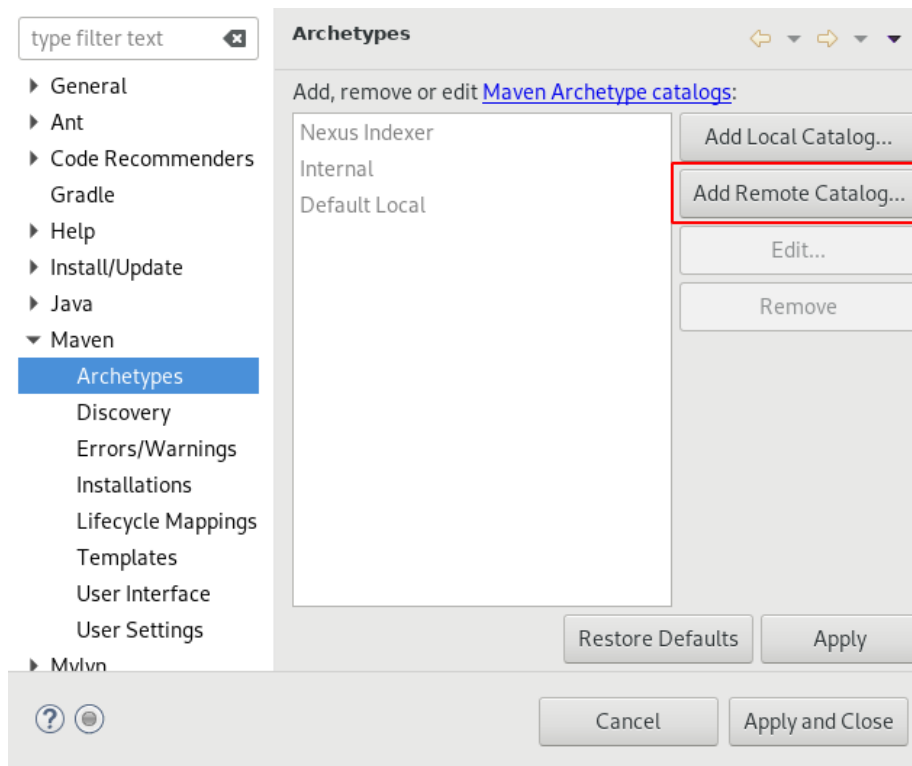 type filter text
General
Ant
Code Recommenders
Gradle
Help
Install/Update
Java
Maven
Archetypes
Discovery
Errors/Warnings
Installations
Lifecycle Mappings
Templates
User Interface
User Settings
Mylyn
Archetypes
Add, remove or edit Maven Archetype catalogs:
Nexus Indexer
Internal
Default Local
Add Local Catalog...
Add Remote Catalog...
Edit...
Remove
Restore Defaults
Apply
?
Cancel
Apply and Close